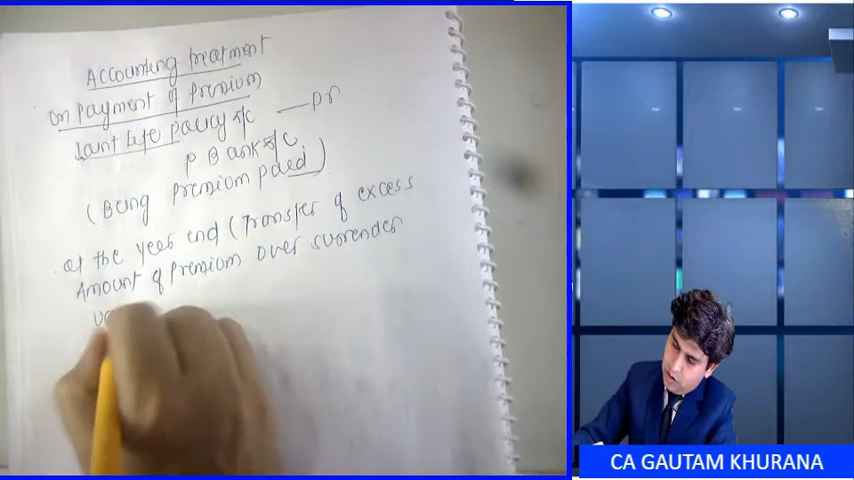 Accounting treatment
on payment of Premium
Joint Life policy a/c — Dr
Bank a/c
(Being Premium paid)
at the year end (Transfer of excess
Amount of Premium over surrender
CA GAUTAM KHURANA